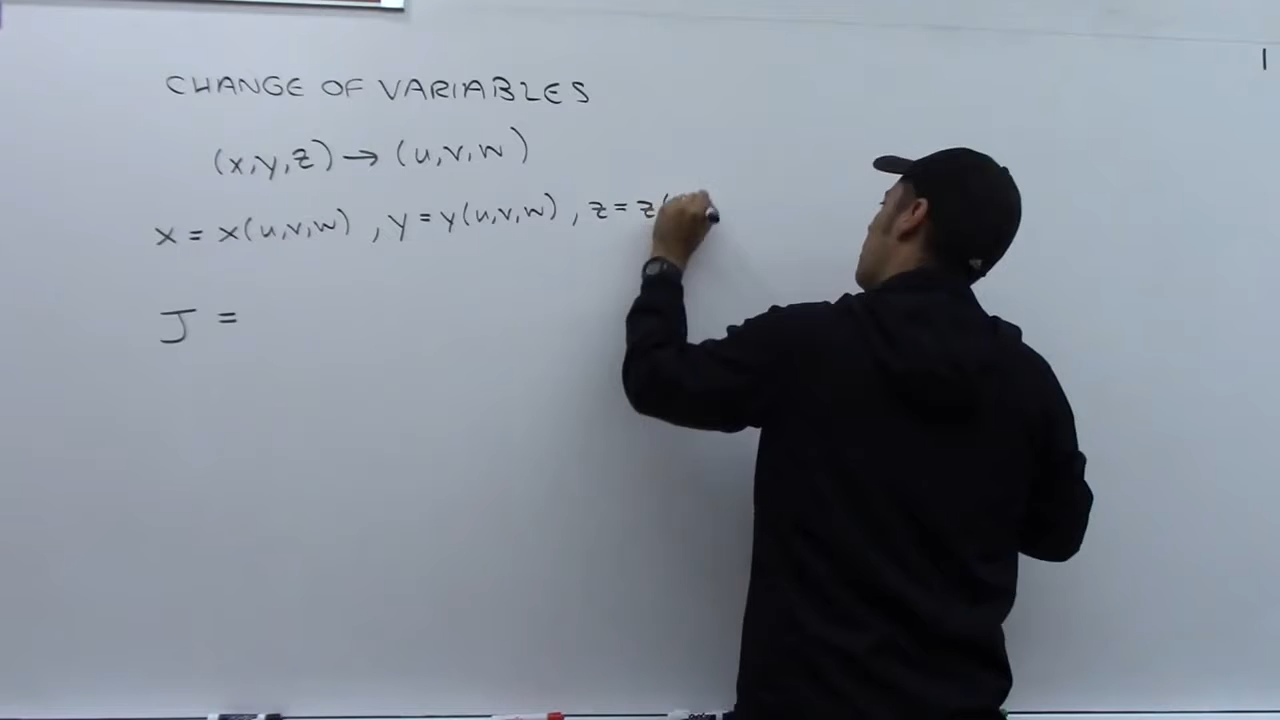 CHANGE OF VARIABLES
(x,y,z) → (u,v,w)
x = x(u,v,w) , y = y(u,v,w) , z = z(
J =